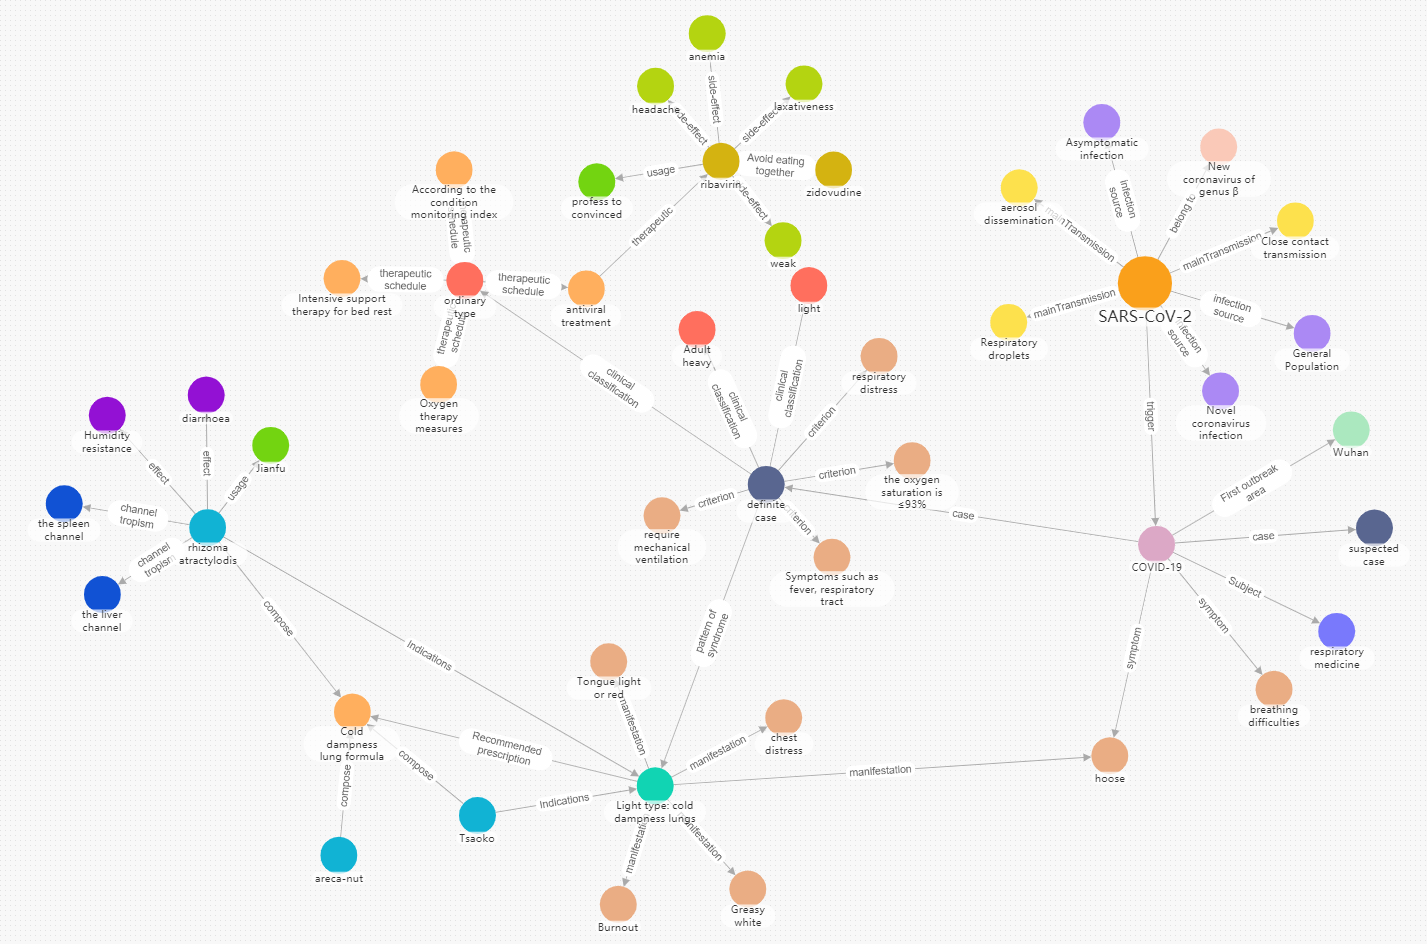 anemia
side-effect
headache
laxativeness
side-effect
Avoid eating
together
zidovudine
ribavirin
usage
profess to
convinced
weak
therapeutic
According to the
condition
monitoring index
therapeutic
schedule
Intensive support
therapy for bed rest
ordinary
type
therapeutic
schedule
antiviral
treatment
Oxygen
therapy
measures
light
Adult
heavy
clinical
classification
clinical
classification
clinical
classification
respiratory
distress
criterion
criterion
the oxygen
saturation is
≤93%
definite
case
criterion
require
mechanical
ventilation
Symptoms such as
fever, respiratory
tract
case
pattern of
syndrome
Asymptomatic
infection
New
coronavirus of
genus β
infection
source
belong to
aerosol
dissemination
mainTransmission
mainTransmission
Close contact
transmission
SARS-CoV-2
mainTransmission
Respiratory
droplets
infection
source
General
Population
source
Novel
coronavirus
infection
trigger
Wuhan
First outbreak
area
case
suspected
case
COVID-19
Subject
respiratory
medicine
symptom
breathing
difficulties
symptom
hoose
diarrhoea
Humidity
resistance
effect
effect
Jianfu
usage
the spleen
channel
channel
tropism
rhizoma
atractylodis
channel
tropism
the liver
channel
compose
Indications
Cold
dampness
lung formula
Recommended
prescription
compose
compose
areca-nut
Tsaoko
Indications
Tongue light
or red
manifestation
manifestation
chest
distress
manifestation
Light type: cold
dampness lungs
manifestation
Burnout
Greasy
white